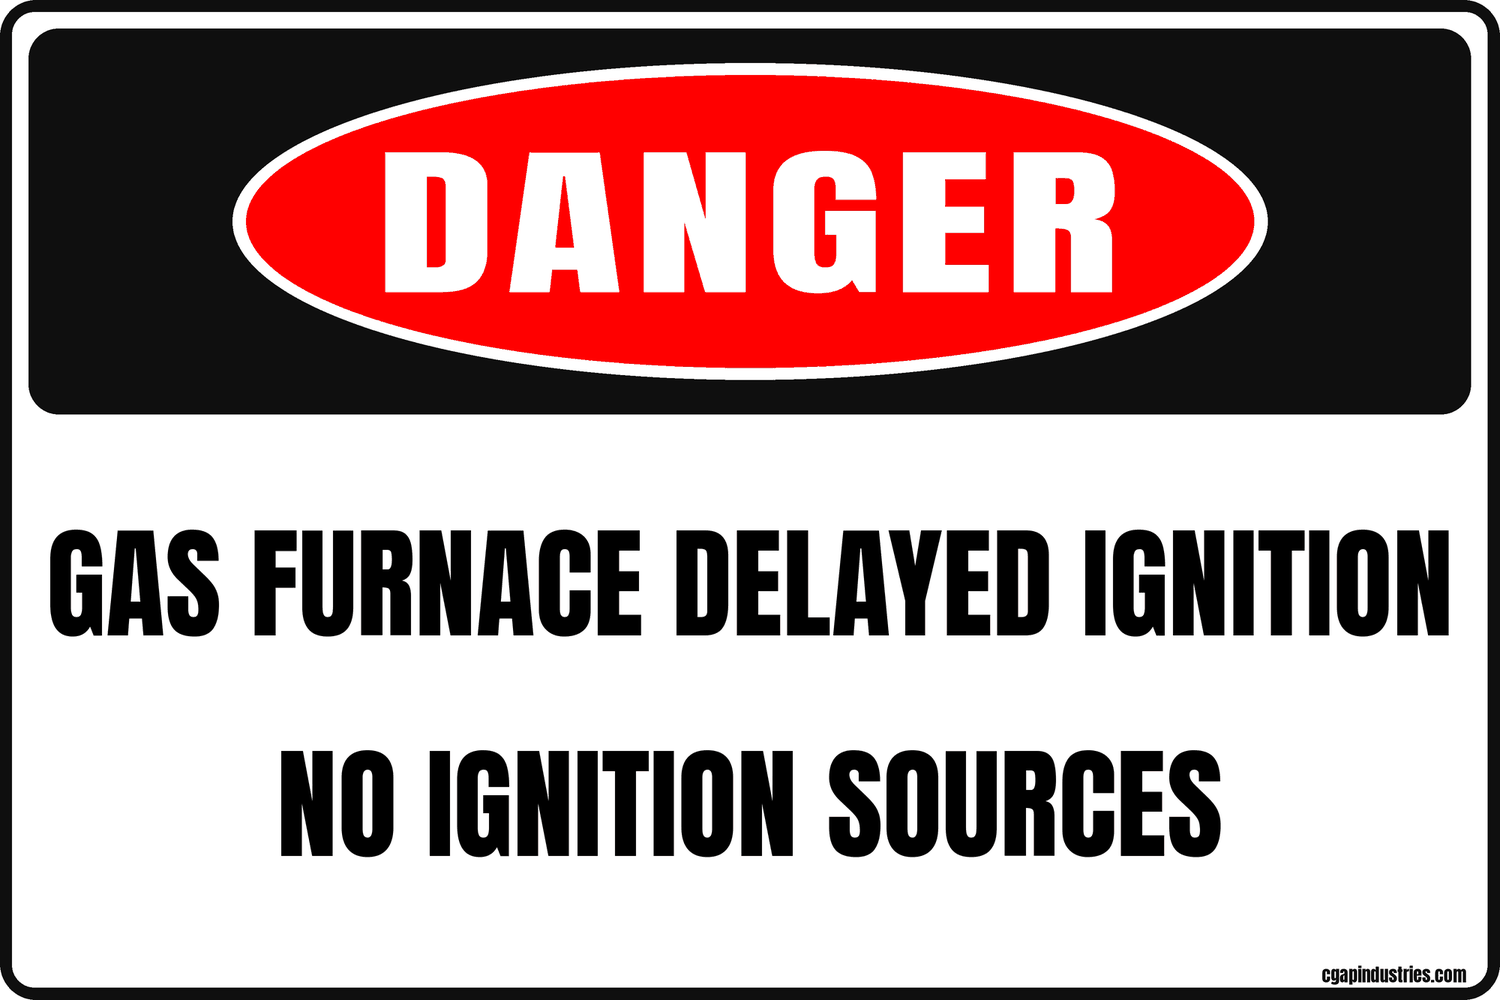 DANGER
GAS FURNACE DELAYED IGNITION
NO IGNITION SOURCES
cgapindustries.com